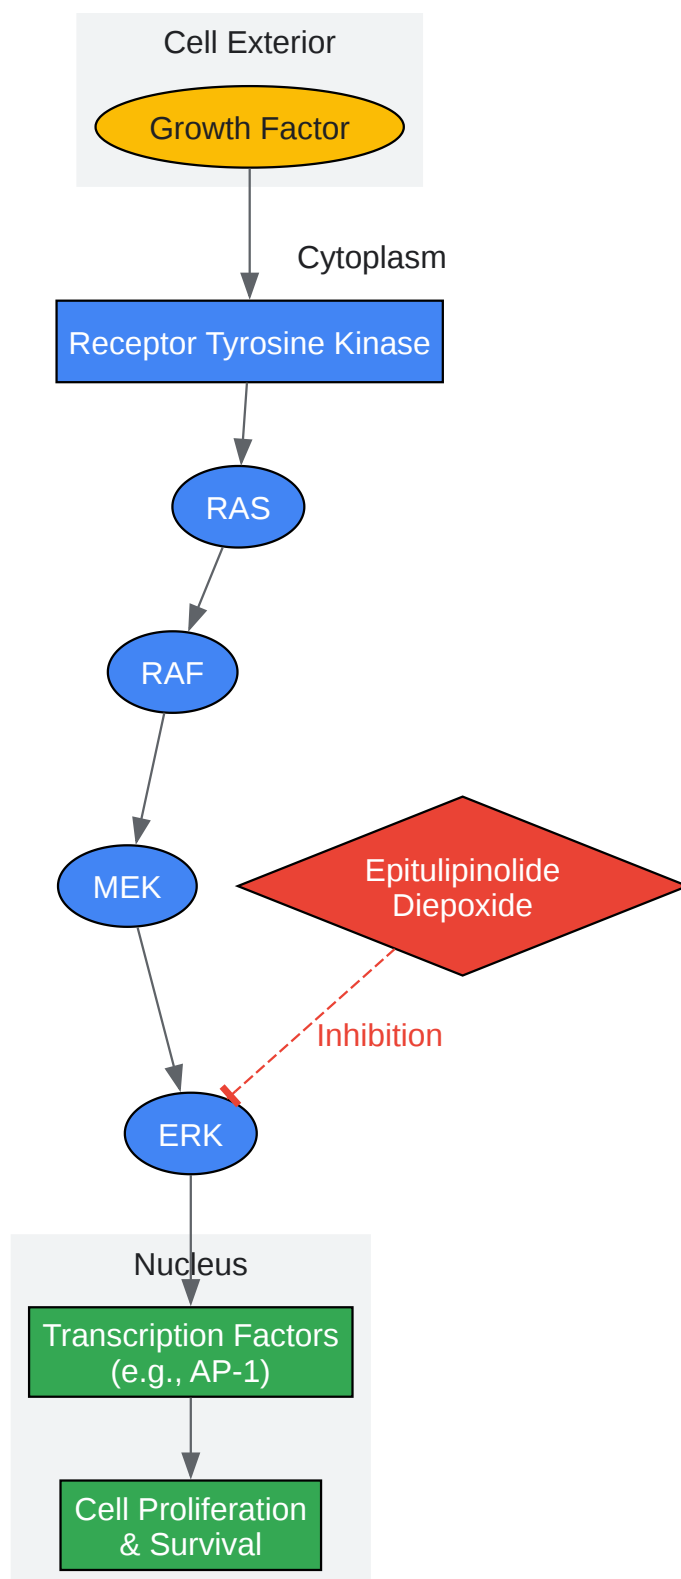 Cell Exterior
Growth Factor
Cytoplasm
Receptor Tyrosine Kinase
RAS
RAF
MEK
Epitulipinolide
Diepoxide
Inhibition
ERK
Nucleus
Transcription Factors
(e.g., AP-1)
Cell Proliferation
& Survival